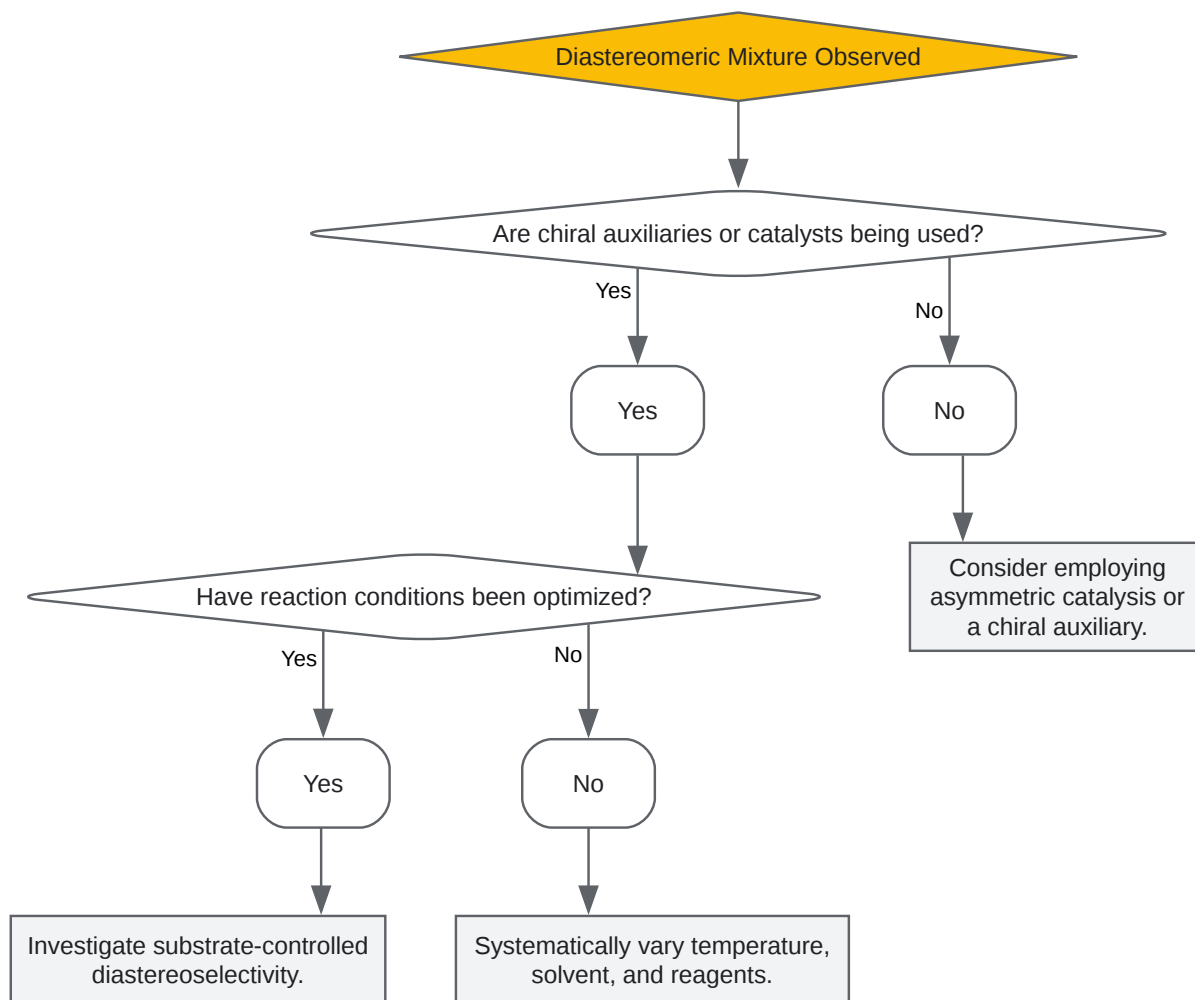 Diastereomeric Mixture Observed
Are chiral auxiliaries or catalysts being used?
Yes
No
Yes
No
Consider employing
asymmetric catalysis or
a chiral auxiliary.
Have reaction conditions been optimized?
Yes
No
Yes
No
Investigate substrate-controlled
diastereoselectivity.
Systematically vary temperature,
solvent, and reagents.